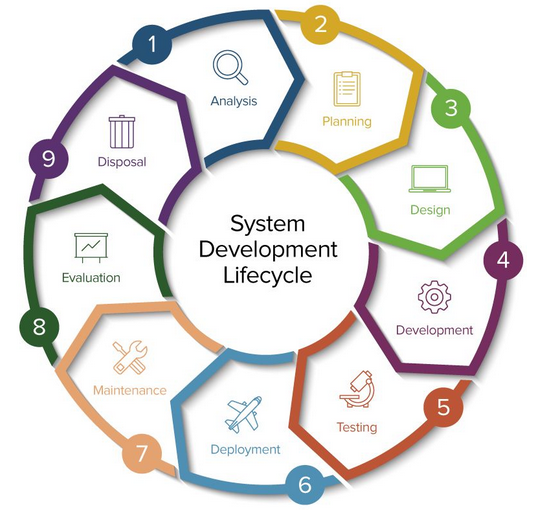 System
Development
Lifecycle
1
Analysis
2
Planning
3
Design
4
Development
5
Testing
6
Deployment
7
Maintenance
8
Evaluation
9
Disposal